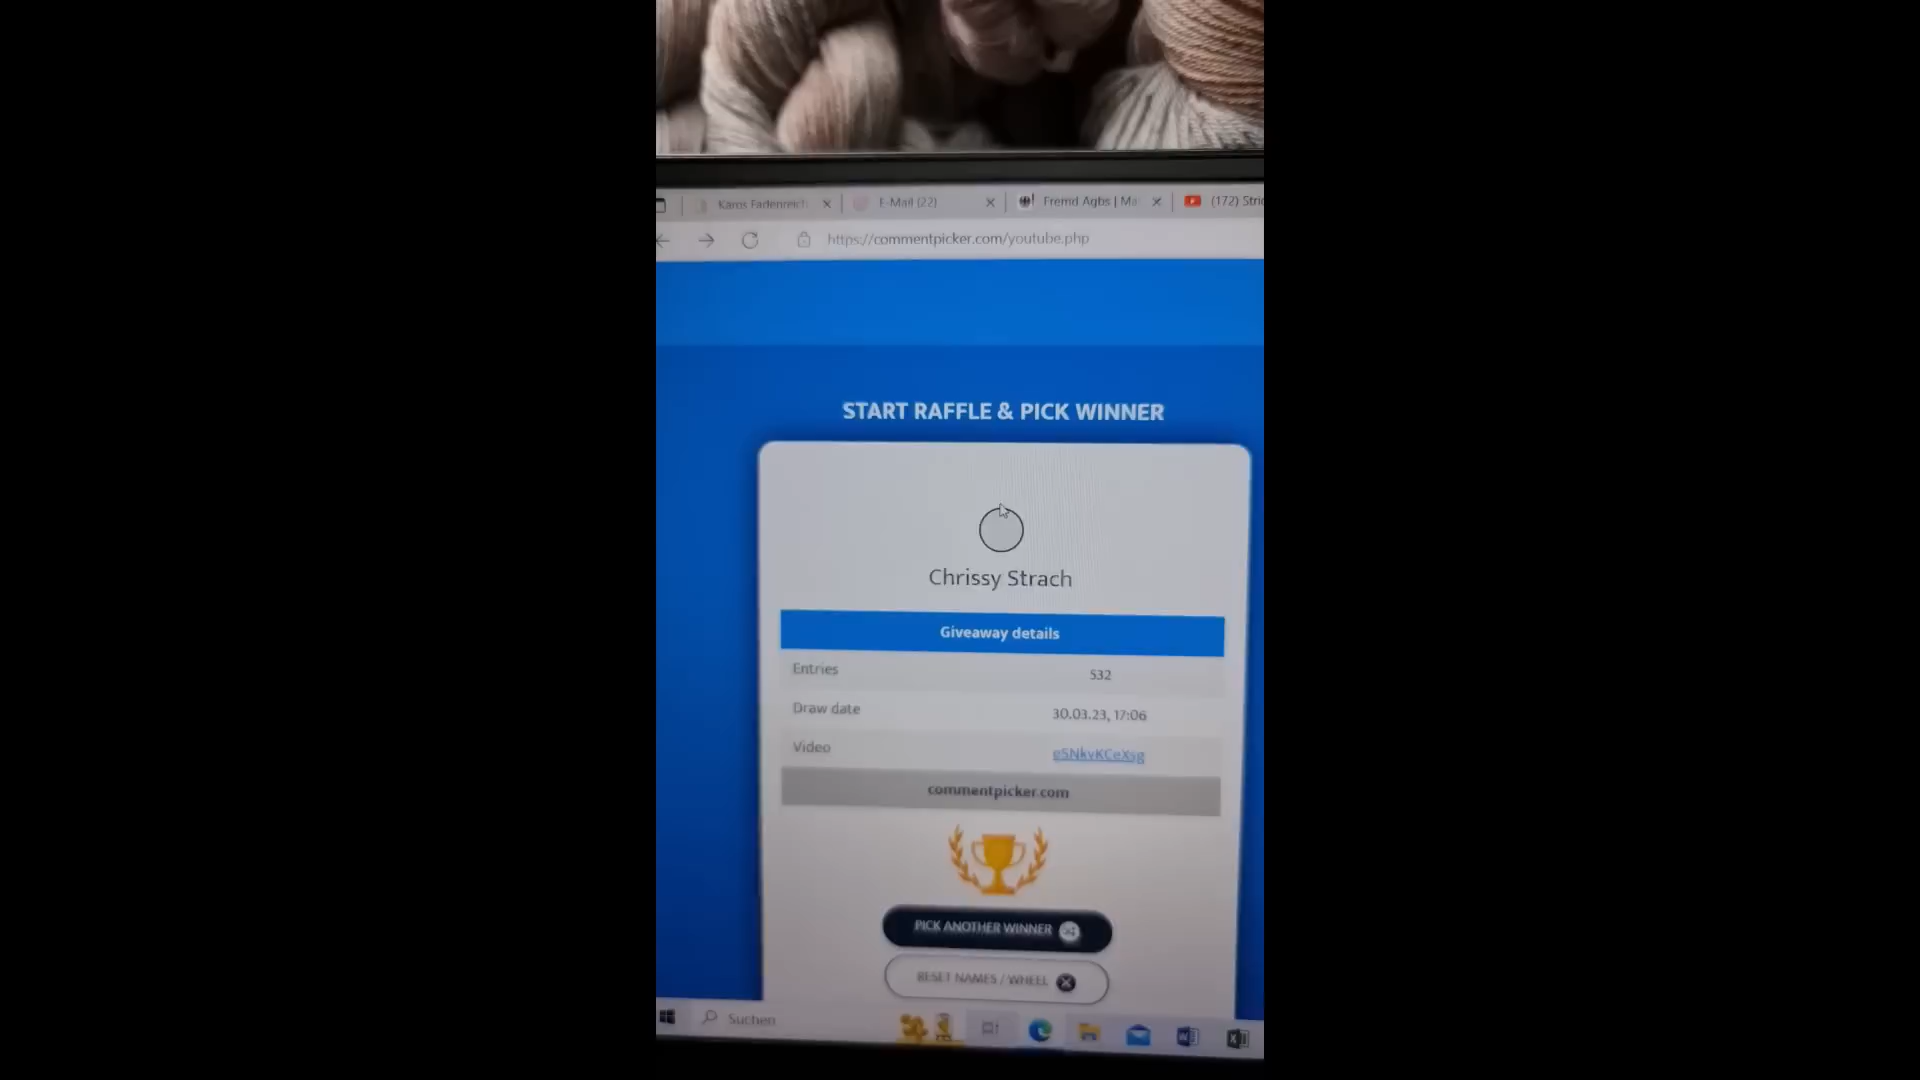 Karos Fadenreich
E-Mail (22)
Fremd Agbs | Ma
(172) Stric
https://commentpicker.com/youtube.php
START RAFFLE & PICK WINNER
Chrissy Strach
Giveaway details
Entries 532
Draw date 30.03.23, 17:06
Video eSNkvKCeXsg
commentpicker.com
PICK ANOTHER WINNER
RESET NAMES / WHEEL
Suchen